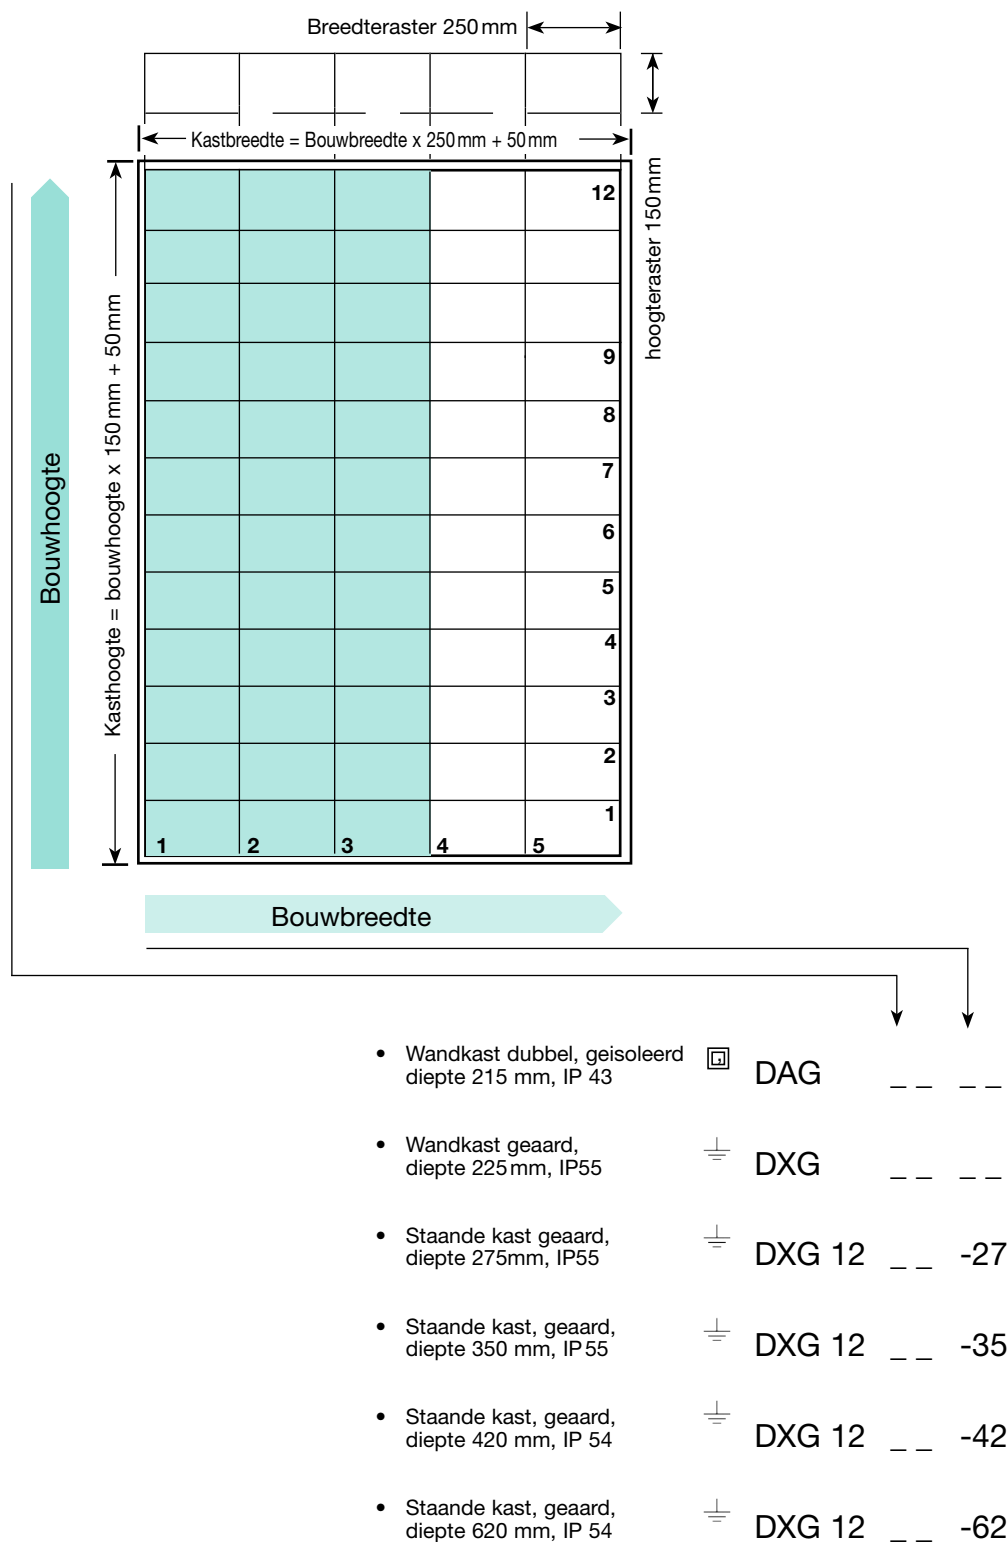 Breedteraster 250 mm
Kastbreedte = Bouwbreedte x 250 mm + 50 mm
hoogteraster 150 mm
Bouwhoogte
Kasthoogte = bouwhoogte x 150 mm + 50 mm
12
9
8
7
6
5
4
3
2
1
1 2 3 4 5
Bouwbreedte
• Wandkast dubbel, geisoleerd
diepte 215 mm, IP 43
DAG _ _ _ _
• Wandkast geaard,
diepte 225 mm, IP55
DXG _ _ _ _
• Staande kast geaard,
diepte 275mm, IP55
DXG 12 _ _ -27
• Staande kast, geaard,
diepte 350 mm, IP 55
DXG 12 _ _ -35
• Staande kast, geaard,
diepte 420 mm, IP 54
DXG 12 _ _ -42
• Staande kast, geaard,
diepte 620 mm, IP 54
DXG 12 _ _ -62